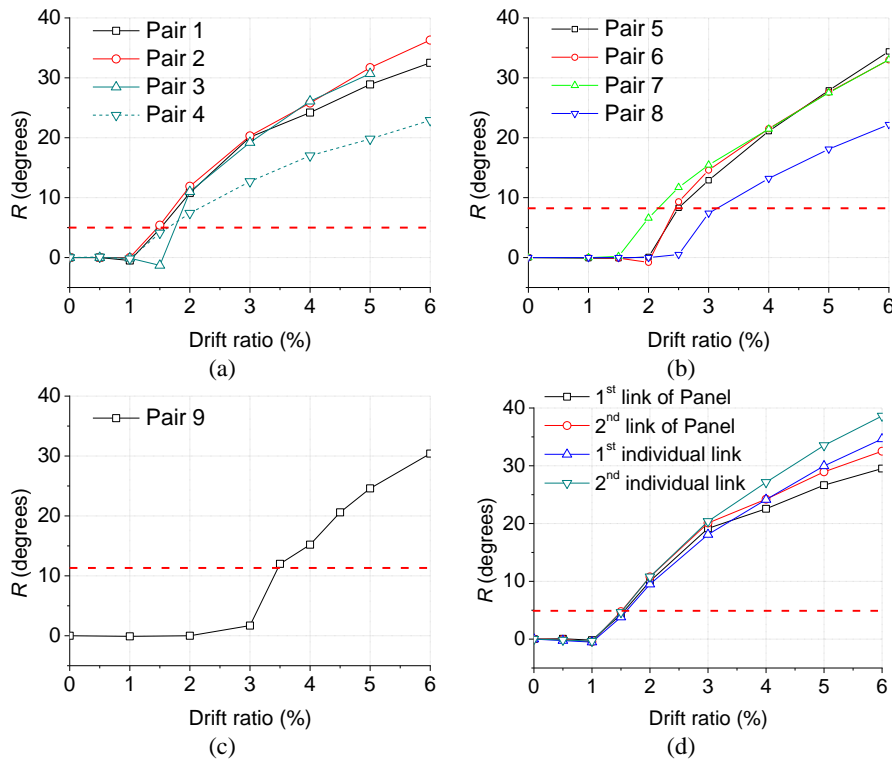 Pair 1
Pair 2
Pair 3
Pair 4
40
30
20
10
0
R (degrees)
0 1 2 3 4 5 6
Drift ratio (%)
(a)
Pair 5
Pair 6
Pair 7
Pair 8
40
30
20
10
0
R (degrees)
0 1 2 3 4 5 6
Drift ratio (%)
(b)
Pair 9
40
30
20
10
0
R (degrees)
0 1 2 3 4 5 6
Drift ratio (%)
(c)
1st link of Panel
2nd link of Panel
1st individual link
2nd individual link
40
30
20
10
0
R (degrees)
0 1 2 3 4 5 6
Drift ratio (%)
(d)